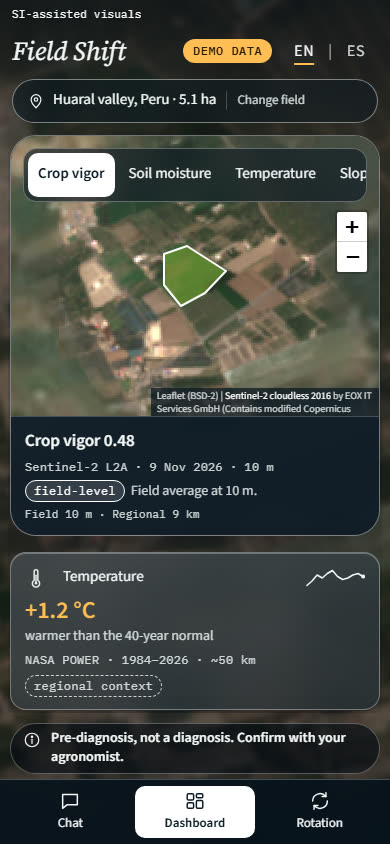 SI-assisted visuals
Field Shift
DEMO DATA
EN | ES
Huaral valley, Peru · 5.1 ha
Change field
Crop vigor
Soil moisture
Temperature
Slop
+
−
Leaflet (BSD-2) | Sentinel-2 cloudless 2016 by EOX IT
Services GmbH (Contains modified Copernicus
Crop vigor 0.48
Sentinel-2 L2A · 9 Nov 2026 · 10 m
field-level Field average at 10 m.
Field 10 m · Regional 9 km
Temperature
+1.2 °C
warmer than the 40-year normal
NASA POWER · 1984–2026 · ~50 km
regional context
Pre-diagnosis, not a diagnosis. Confirm with your
agronomist.
Chat
Dashboard
Rotation